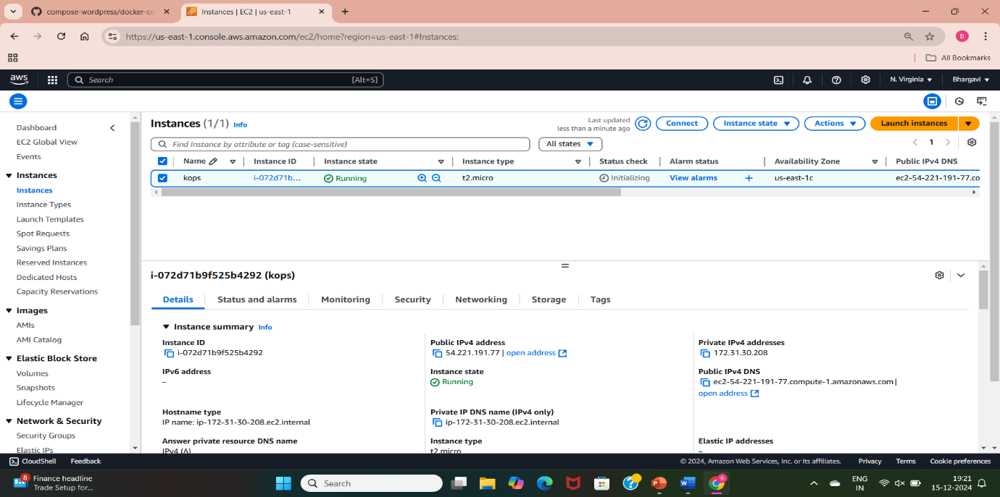 compose-wordpress/docker-co
Instances | EC2 | us-east-1
https://us-east-1.console.aws.amazon.com/ec2/home?region=us-east-1#Instances:
B
All Bookmarks
aws
Search
[Alt+S]
N. Virginia
Bhargavi
Dashboard
EC2 Global View
Events
Instances
Instances
Instance Types
Launch Templates
Spot Requests
Savings Plans
Reserved Instances
Dedicated Hosts
Capacity Reservations
Images
AMIs
AMI Catalog
Elastic Block Store
Volumes
Snapshots
Lifecycle Manager
Network & Security
Security Groups
Elastic IPs
Instances (1/1) Info
Last updated
less than a minute ago
Connect
Instance state
Actions
Launch instances
Find Instance by attribute or tag (case-sensitive)
All states
1
Name Instance ID Instance state Instance type Status check Alarm status Availability Zone Public IPv4 DNS
kops i-072d71b... Running t2.micro Initializing View alarms + us-east-1c ec2-54-221-191-77.co
i-072d71b9f525b4292 (kops)
Details Status and alarms Monitoring Security Networking Storage Tags
Instance summary Info
Instance ID
i-072d71b9f525b4292
Public IPv4 address
54.221.191.77 | open address
Private IPv4 addresses
172.31.30.208
IPv6 address
–
Instance state
Running
Public IPv4 DNS
ec2-54-221-191-77.compute-1.amazonaws.com |
open address
Hostname type
IP name: ip-172-31-30-208.ec2.internal
Private IP DNS name (IPv4 only)
ip-172-31-30-208.ec2.internal
Answer private resource DNS name
IPv4 (A)
Instance type
t2.micro
Elastic IP addresses
–
CloudShell Feedback
© 2024, Amazon Web Services, Inc. or its affiliates. Privacy Terms Cookie preferences
8
Finance headline
Trade Setup for...
Search
ENG
IN
19:21
15-12-2024